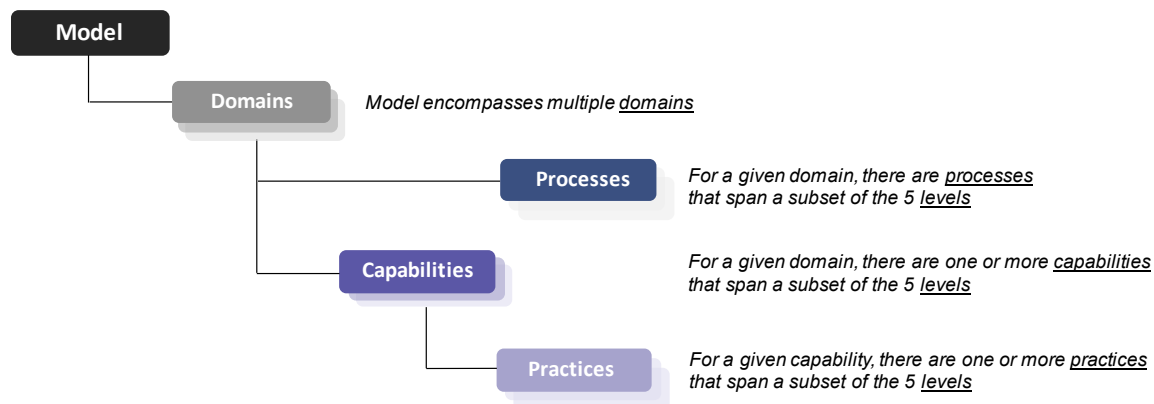 Model
Domains
Model encompasses multiple domains
Processes
For a given domain, there are processes
that span a subset of the 5 levels
Capabilities
For a given domain, there are one or more capabilities
that span a subset of the 5 levels
Practices
For a given capability, there are one or more practices
that span a subset of the 5 levels